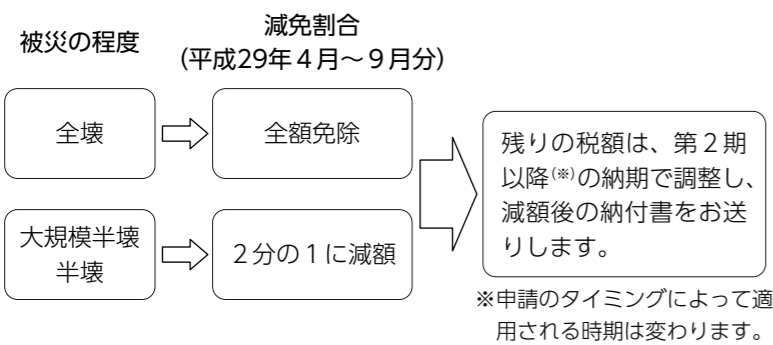 被災の程度
減免割合
(平成29年４月～９月分)
全壊
全額免除
大規模半壊
半壊
２分の１に減額
残りの税額は、第２期
以降(※)の納期で調整し、
減額後の納付書をお送
りします。
※申請のタイミングによって適
用される時期は変わります。